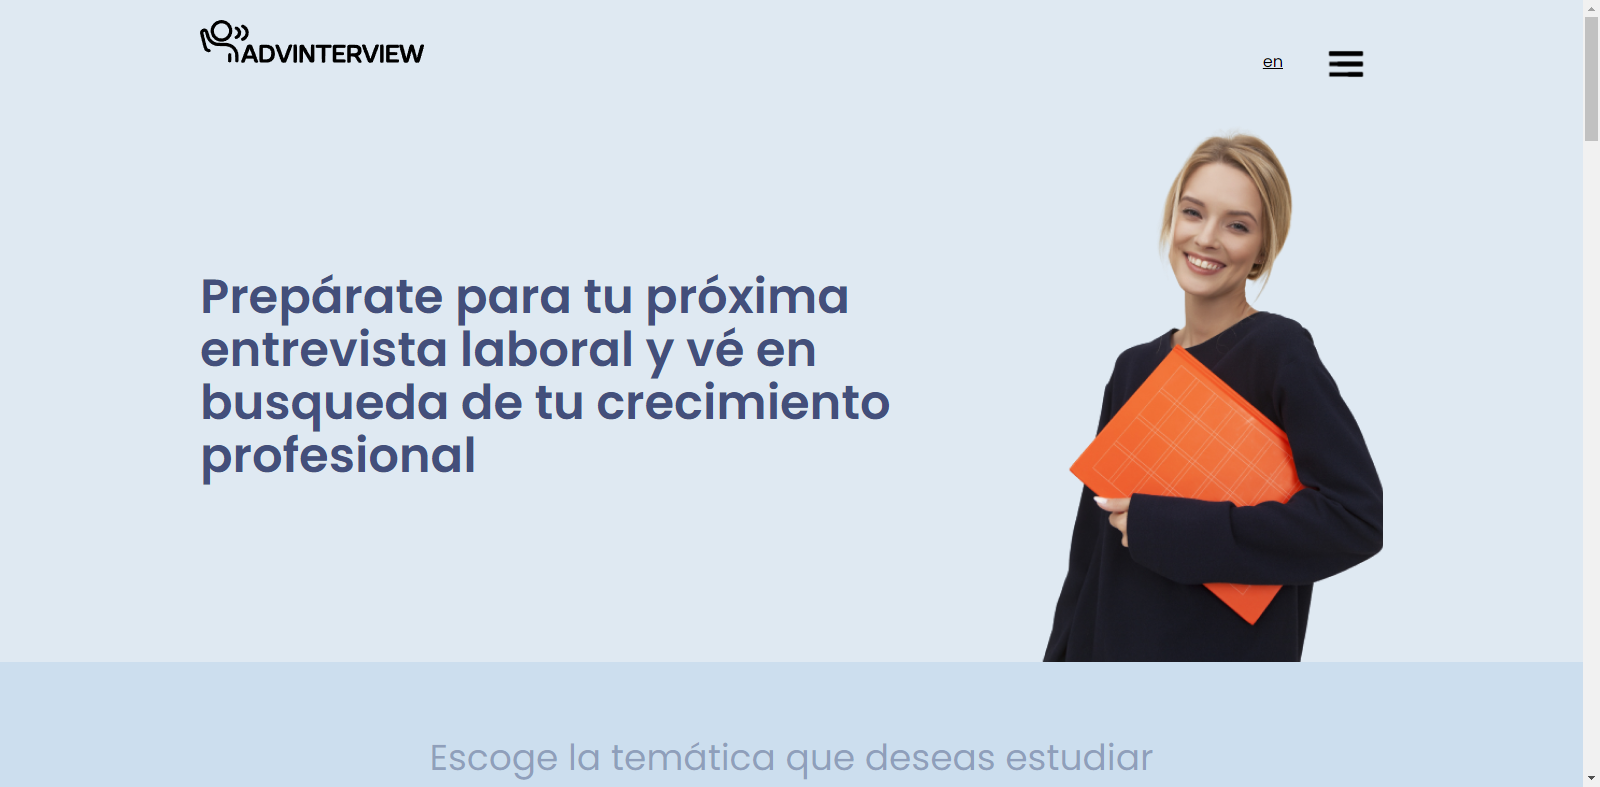 ADVINTERVIEW
en
Prepárate para tu próxima
entrevista laboral y vé en
busqueda de tu crecimiento
profesional
Escoge la temática que deseas estudiar